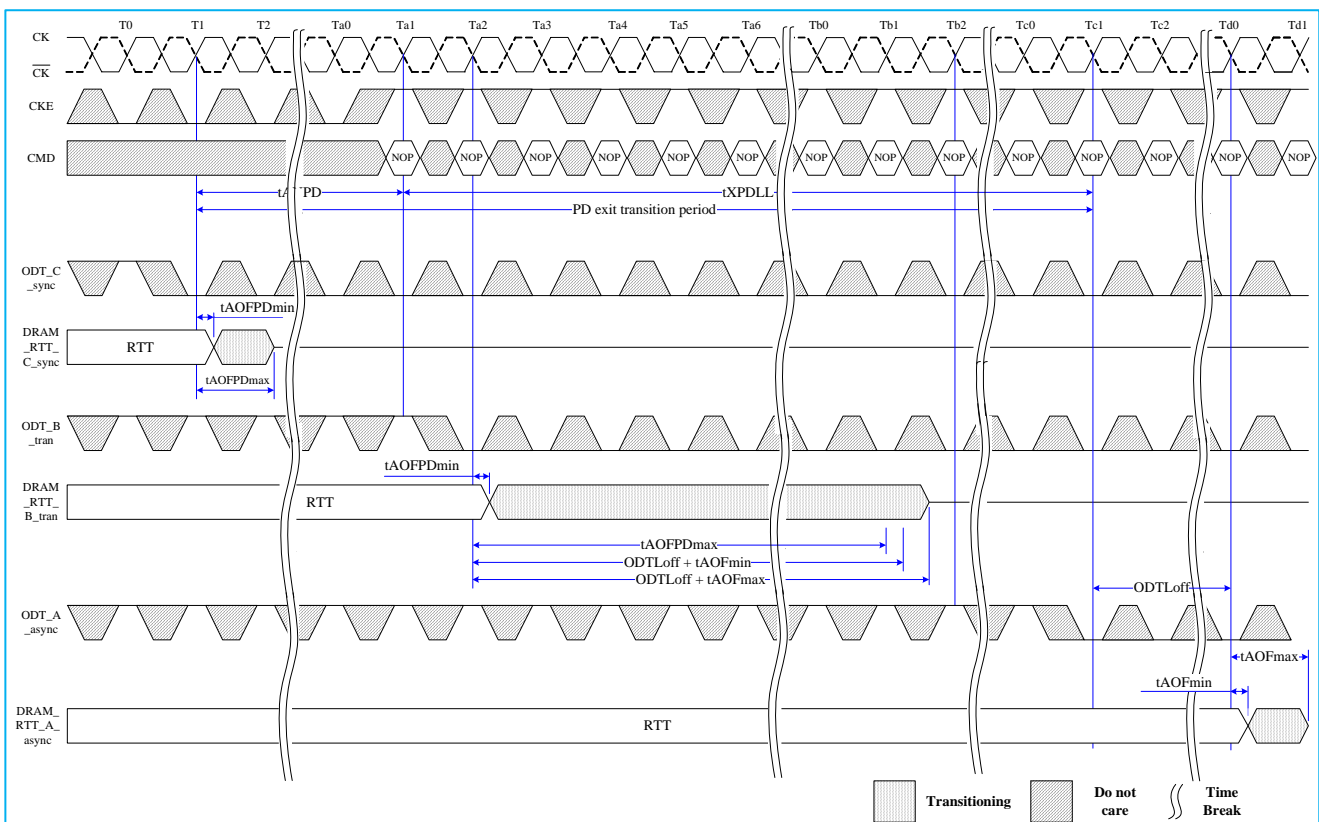 T0 T1 T2 Ta0 Ta1 Ta2 Ta3 Ta4 Ta5 Ta6 Tb0 Tb1 Tb2 Tc0 Tc1 Tc2 Td0 Td1
CK
CK
CKE
CMD
NOP NOP NOP NOP NOP NOP NOP NOP NOP NOP NOP NOP NOP NOP
tXPDLL
PD exit transition period
ODT_C
_sync
tAOFPDmin
DRAM
_RTT_
C_sync
RTT
tAOFPDmax
ODT_B
_tran
tAOFPDmin
DRAM
_RTT_
B_tran
RTT
tAOFPDmax
ODTLoff + tAOFmin
ODTLoff + tAOFmax
ODTLoff
ODT_A
_async
tAOFmax
tAOFmin
DRAM_
RTT_A_
async
RTT
Transitioning
Do not
care
Time
Break